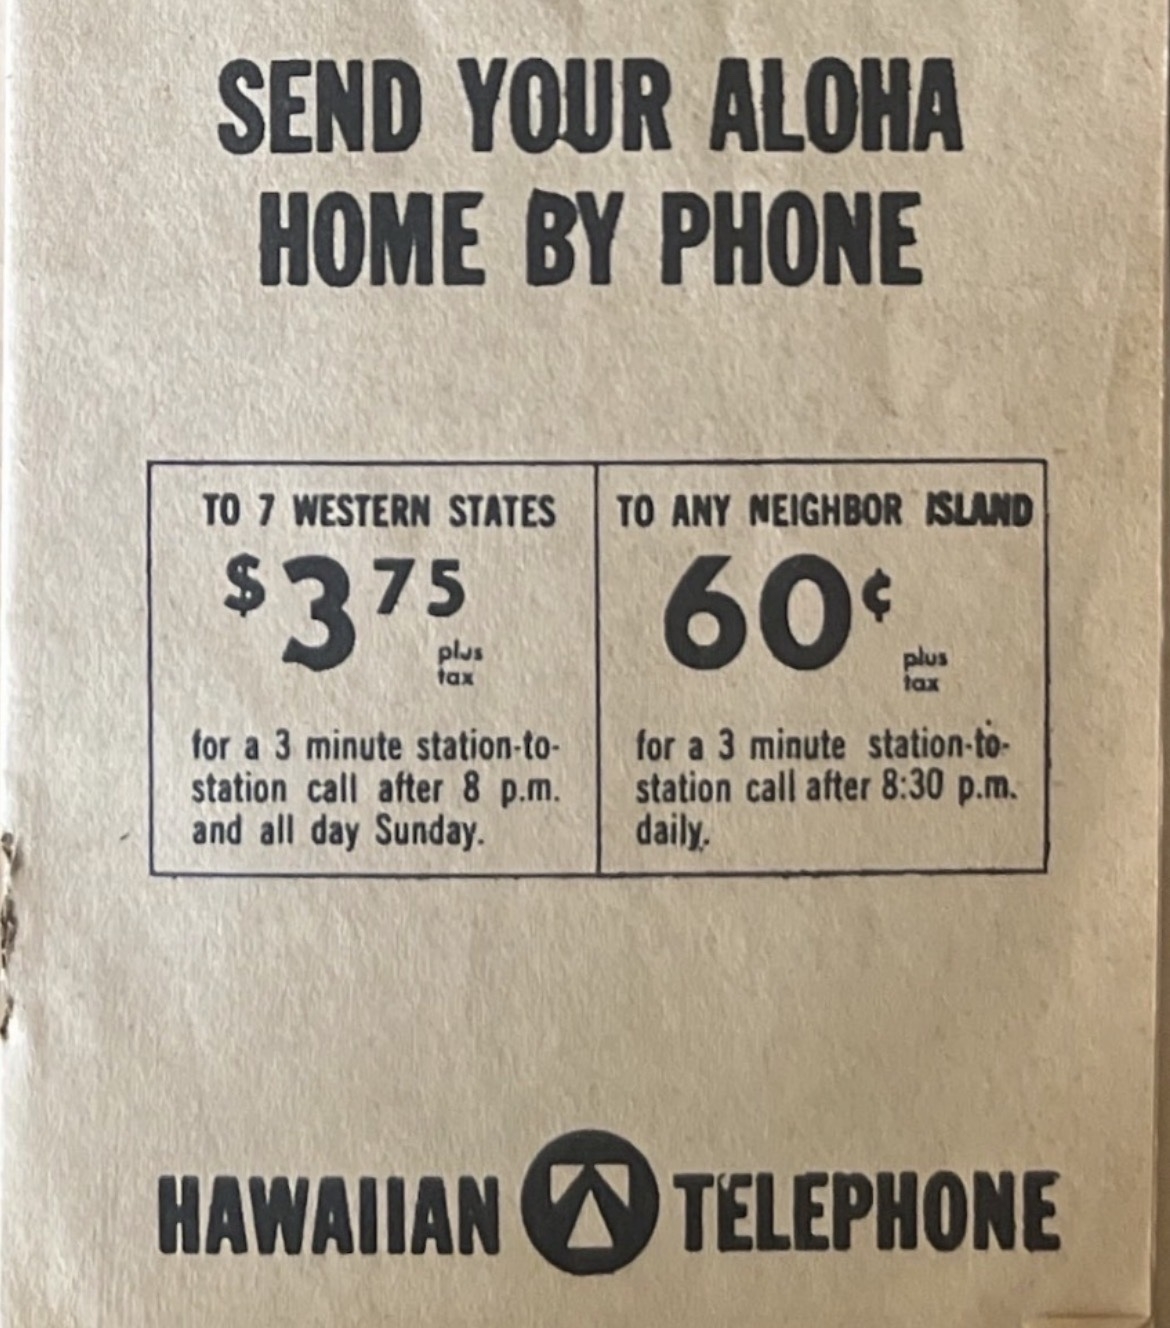 SEND YOUR ALOHA
HOME BY PHONE
TO 7 WESTERN STATES
$3 75
plus
tax
for a 3 minute station-to-
station call after 8 p.m.
and all day Sunday.
TO ANY NEIGHBOR ISLAND
60¢
plus
tax
for a 3 minute station-to-
station call after 8:30 p.m.
daily.
HAWAIIAN TELEPHONE